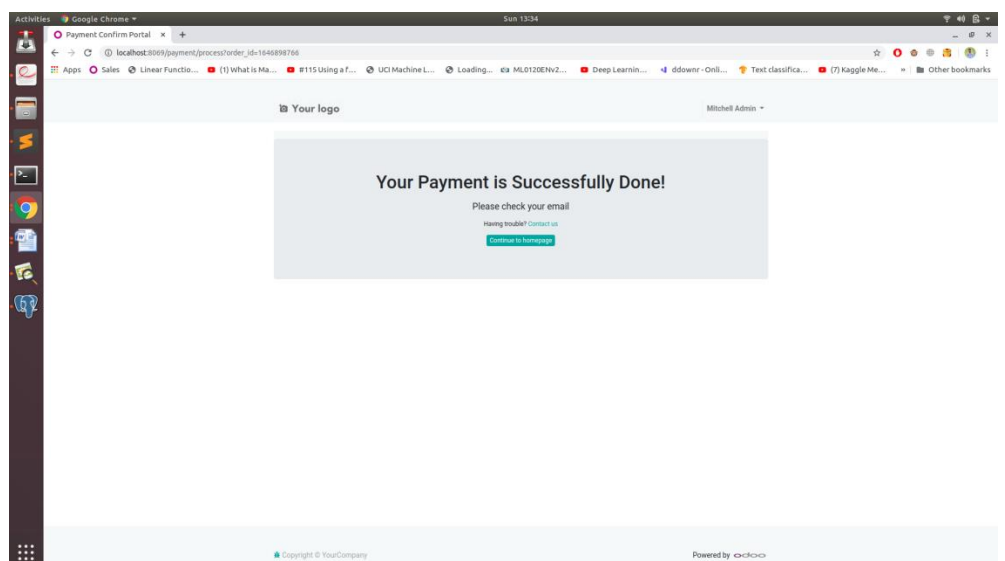 Activities Google Chrome Sun 13:34
Payment Confirm Portal
localhost:8069/payment/process?order_id=1646898766
Apps Sales Linear Functio... (1) What is Ma... #115 Using a f... UCI Machine L... Loading... ML0120ENv2... Deep Learnin... ddownr - Onli... Text classifica... (7) Kaggle Me... » Other bookmarks
Your logo Mitchell Admin
Your Payment is Successfully Done!
Please check your email
Having trouble? Contact us
Continue to homepage
Copyright © YourCompany Powered by odoo